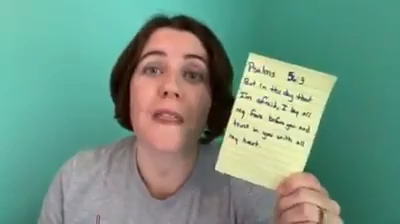 Psalms 56:3
But in the day that
I'm afraid, I lay all
my fears before you and
trust in you with all
my heart.